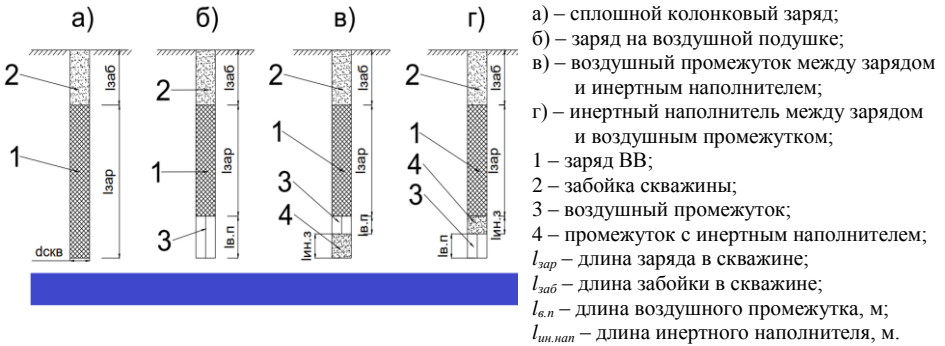 а) б) в) г)
2 lзаб 2 lзаб 2 lзаб 2 lзаб
1 lзар 1 lзар 1 lзар 1 lзар
3 lв.п 3 4 lв.п lин.з 4 3 lин.з lв.п
dскв
а) – сплошной колонковый заряд;
б) – заряд на воздушной подушке;
в) – воздушный промежуток между зарядом
и инертным наполнителем;
г) – инертный наполнитель между зарядом
и воздушным промежутком;
1 – заряд ВВ;
2 – забойка скважины;
3 – воздушный промежуток;
4 – промежуток с инертным наполнителем;
lзар – длина заряда в скважине;
lзаб – длина забойки в скважине;
lв.п – длина воздушного промежутка, м;
lин.нап – длина инертного наполнителя, м.